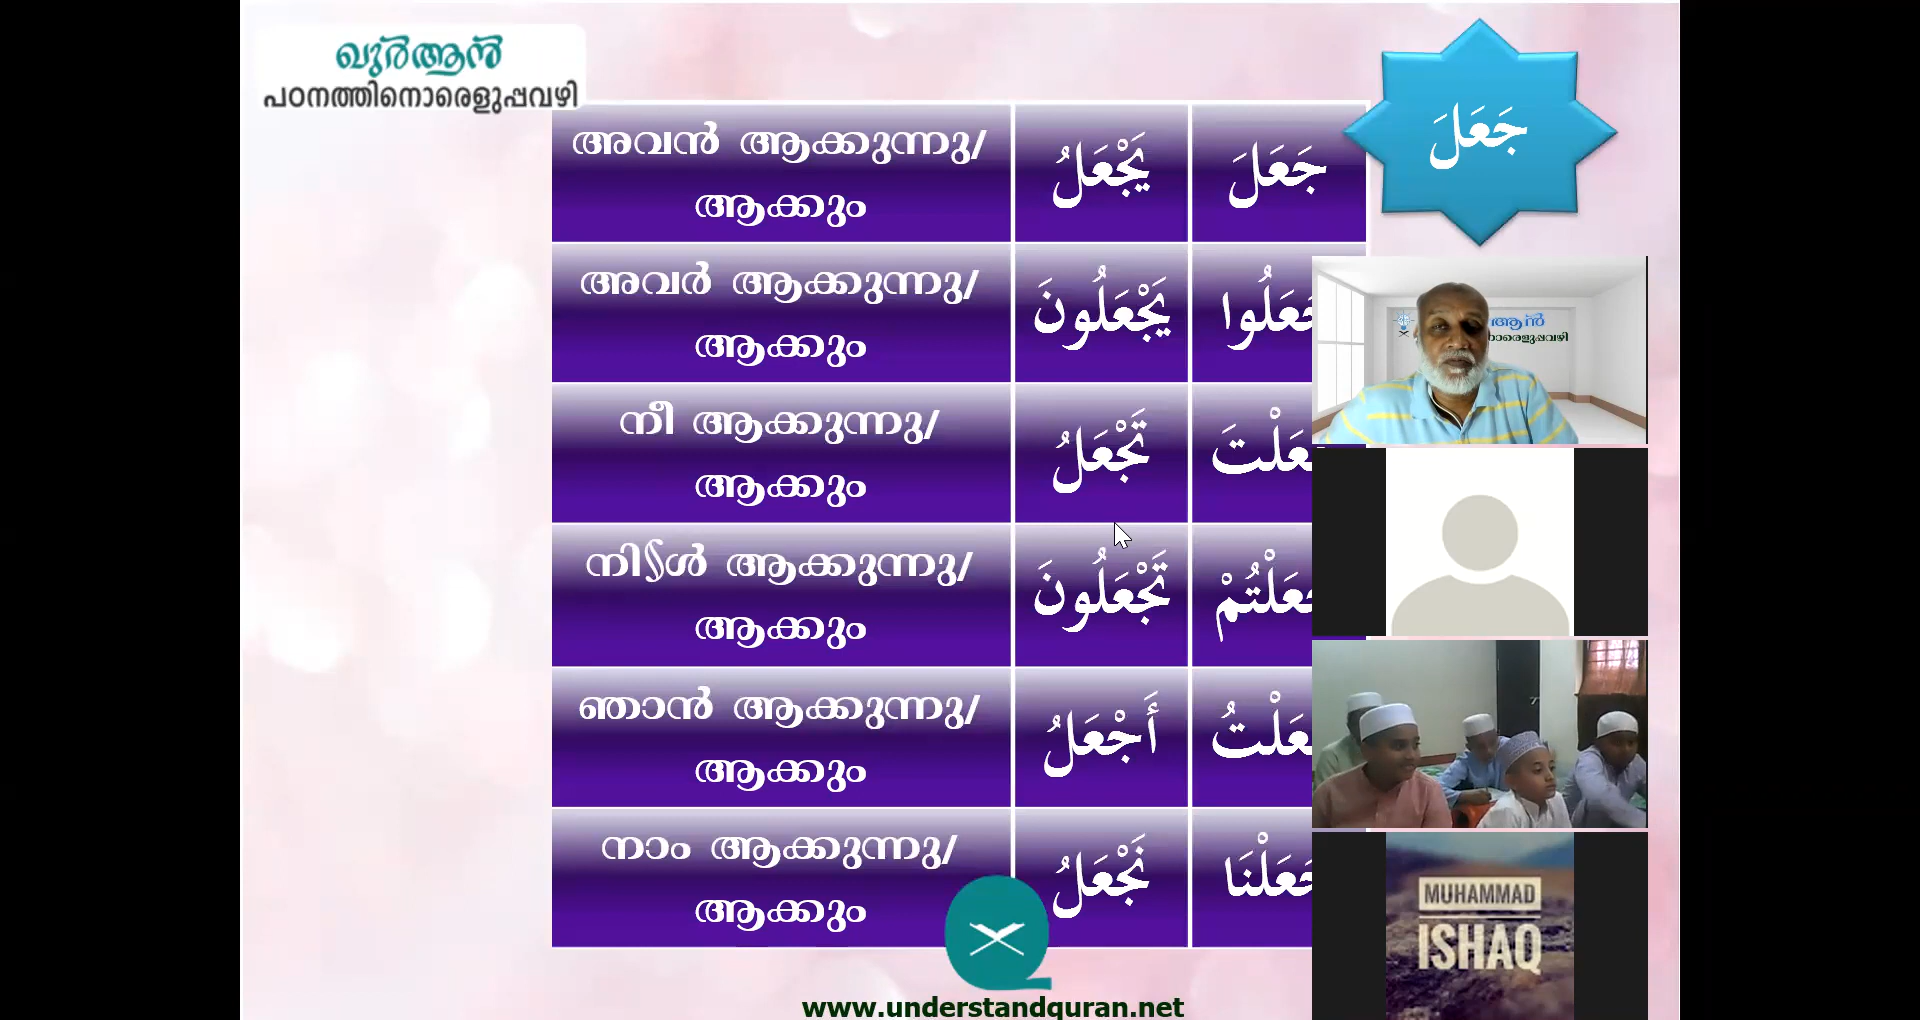 ഖുർആൻ
പഠനത്തിനൊരെളുപ്പവഴി
جَعَلَ
അവൻ ആക്കുന്നു/
ആക്കും
يَجْعَلُ
جَعَلَ
അവർ ആക്കുന്നു/
ആക്കും
يَجْعَلُونَ
നീ ആക്കുന്നു/
ആക്കും
تَجْعَلُ
നിങ്ങൾ ആക്കുന്നു/
ആക്കും
تَجْعَلُونَ
ഞാൻ ആക്കുന്നു/
ആക്കും
أَجْعَلُ
നാം ആക്കുന്നു/
ആക്കും
نَجْعَلُ
MUHAMMAD
ISHAQ
www.understandquran.net